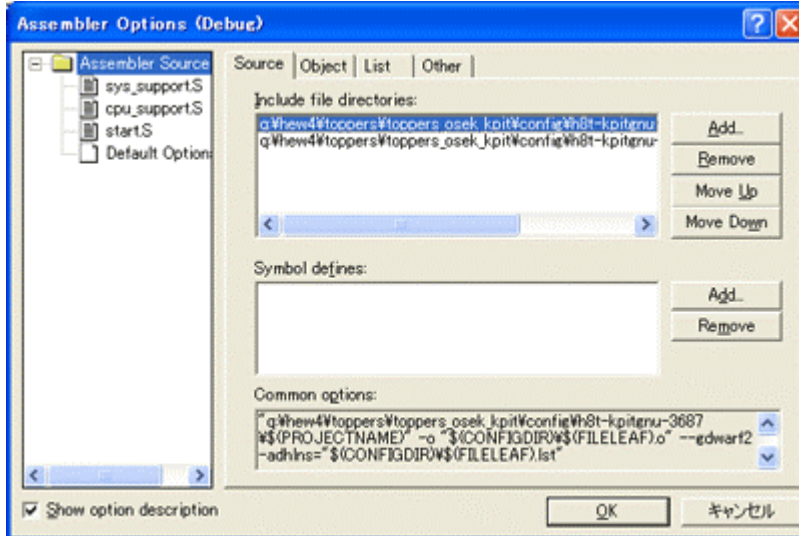 Assembler Options (Debug)
Assembler Source
sys_support.S
cpu_support.S
start.S
Default Option
Source
Object
List
Other
Include file directories:
q:¥hew4¥toppers¥toppers_osek_kpit¥config¥h8t-kpitgnu-
q:¥hew4¥toppers¥toppers_osek_kpit¥config¥h8t-kpitgnu-
Add...
Remove
Move Up
Move Down
Symbol defines:
Add...
Remove
Common options:
"q:¥hew4¥toppers¥toppers_osek_kpit¥config¥h8t-kpitgnu-3687
¥$(PROJECTNAME)" -o "$(CONFIGDIR)¥$(FILELEAF).o" --gdwarf2
-adhlns="$(CONFIGDIR)¥$(FILELEAF).lst"
Show option description
OK
キャンセル